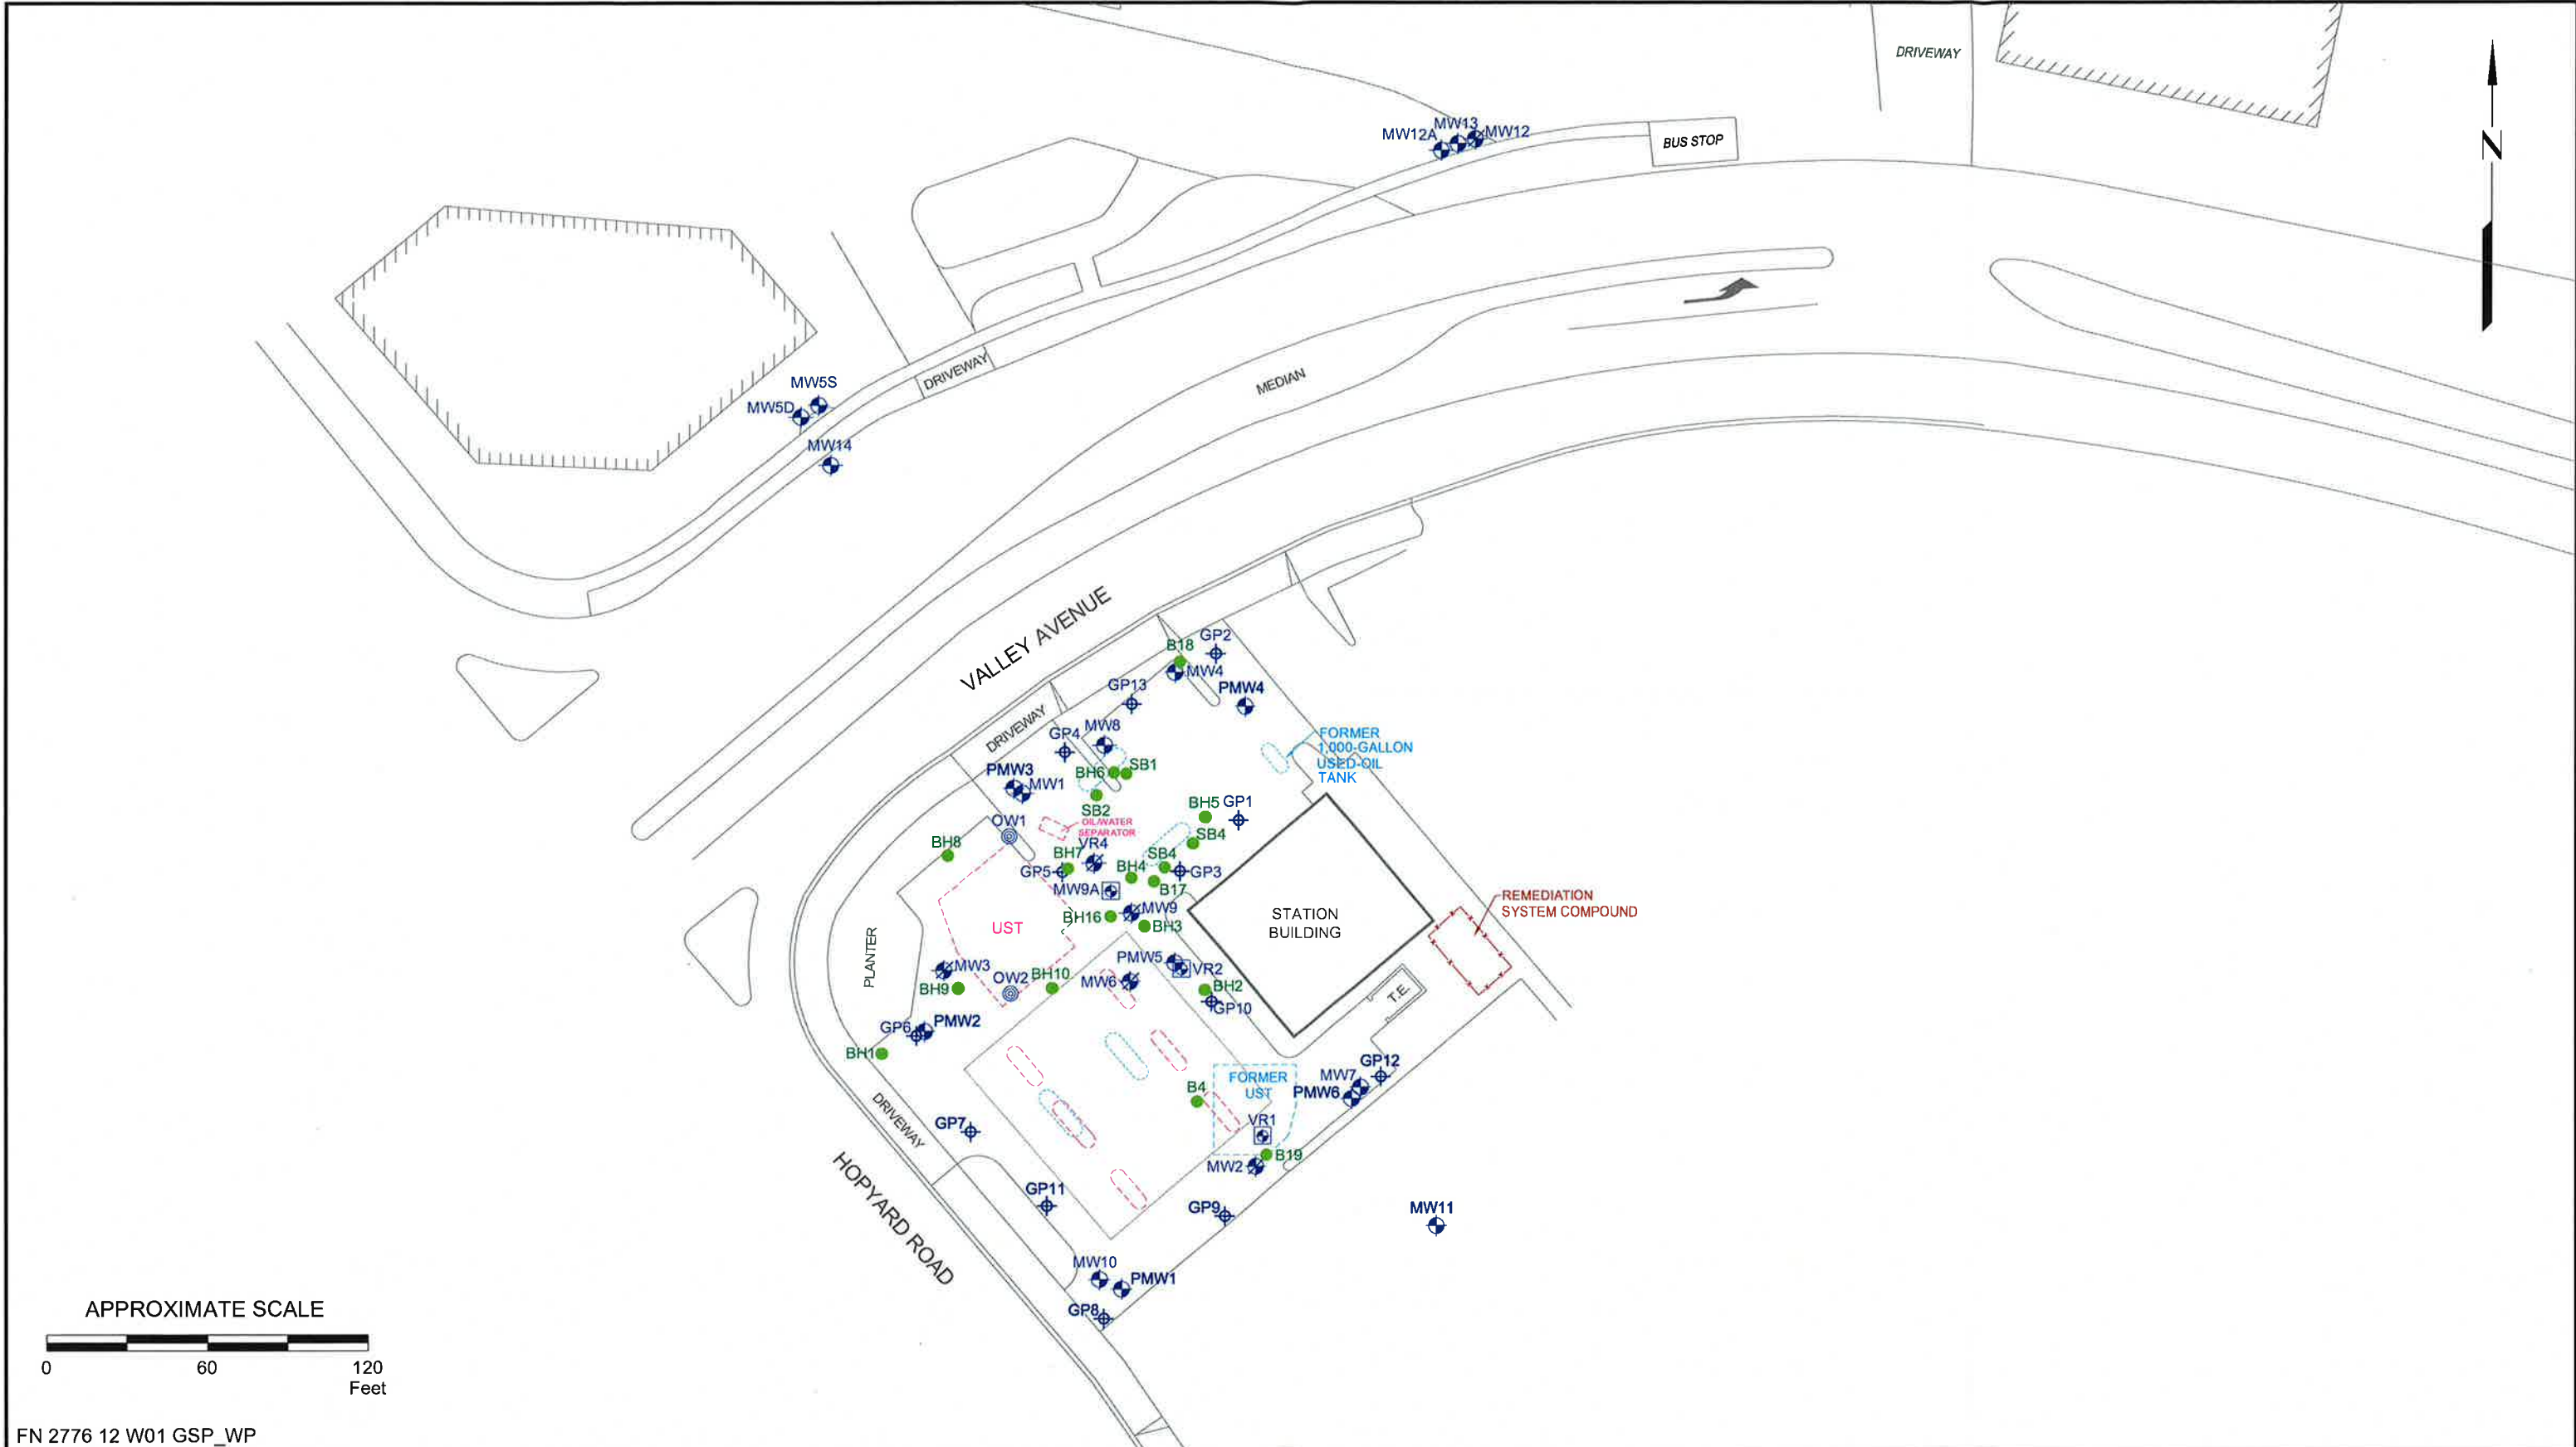 DRIVEWAY
MW13
MW12A
MW12
BUS STOP
N
MW5S
MW5D
DRIVEWAY
MEDIAN
MW14
VALLEY AVENUE
GP2
B18
MW4
GP13
PMW4
DRIVEWAY
GP4
MW8
FORMER
1,000-GALLON
USED-OIL
TANK
PMW3
MW1
BH6
SB1
SB2
BH5
GP1
OW1
OIL/WATER
SEPARATOR
SB4
BH8
VR4
BH7
SB4
BH4
GP5
GP3
MW9A
B17
REMEDIATION
SYSTEM COMPOUND
MW9
BH16
BH3
STATION
BUILDING
UST
PLANTER
PMW5
MW3
VR2
OW2
BH10
MW6
BH9
BH2
T.E.
GP10
GP6
PMW2
BH1
GP12
FORMER
UST
MW7
PMW6
B4
DRIVEWAY
GP7
VR1
B19
MW2
HOPYARD ROAD
GP11
GP9
MW11
MW10
PMW1
GP8
APPROXIMATE SCALE
0 60 120
Feet
FN 2776 12 W01 GSP_WP